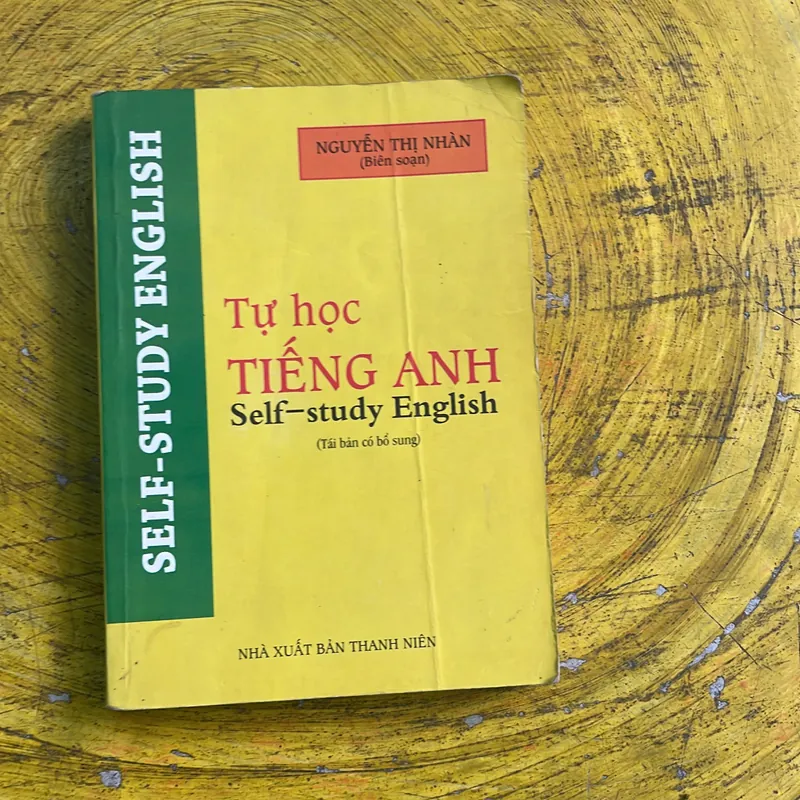 SELF-STUDY ENGLISH
NGUYỄN THỊ NHÀN
(Biên soạn)
Tự học
TIẾNG ANH
Self-study English
(Tái bản có bổ sung)
NHÀ XUẤT BẢN THANH NIÊN